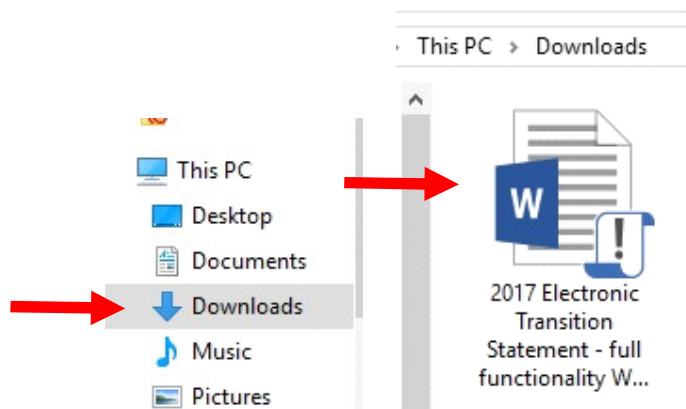 This PC > Downloads
This PC
Desktop
Documents
Downloads
Music
Pictures
W
!
2017 Electronic
Transition
Statement - full
functionality W...